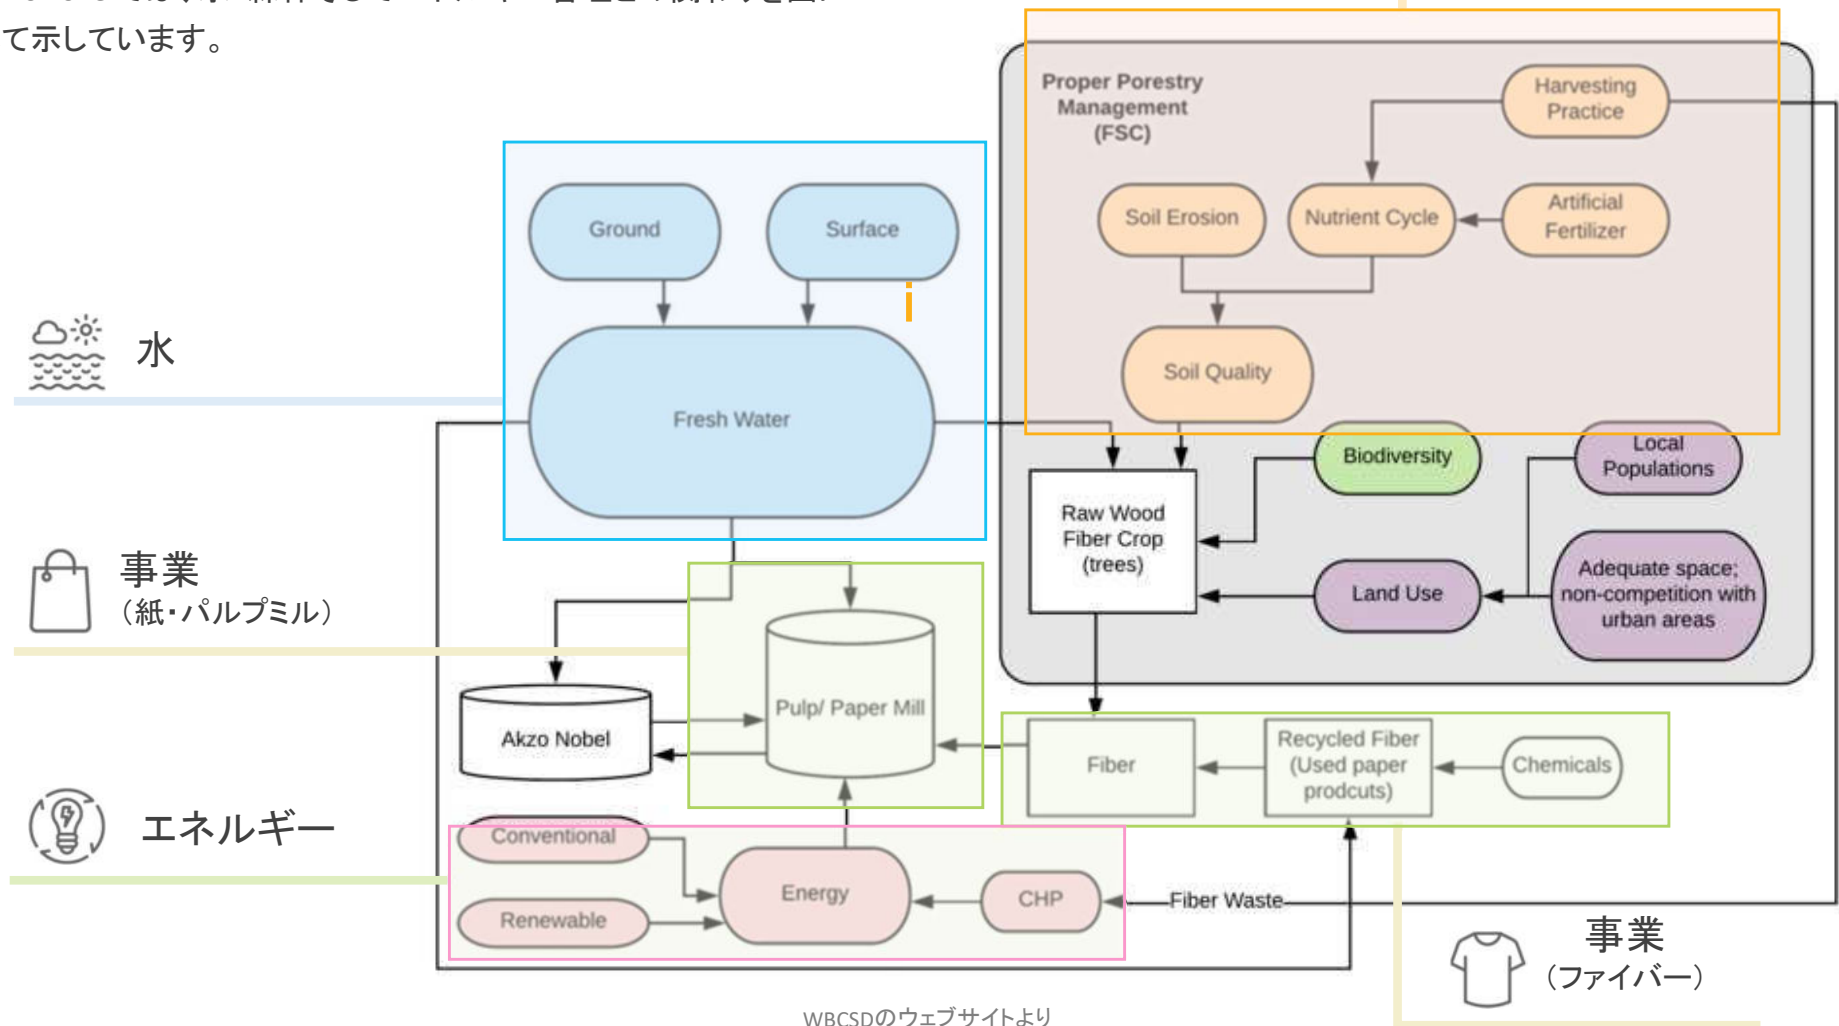 て示しています。
Proper Porestry
Management
(FSC)
Harvesting
Practice
Ground
Surface
Soil Erosion
Nutrient Cycle
Artificial
Fertilizer
水
Soil Quality
Fresh Water
Biodiversity
Local
Populations
Raw Wood
Fiber Crop
(trees)
事業
（紙・パルプミル）
Land Use
Adequate space;
non-competition with
urban areas
Pulp/ Paper Mill
Akzo Nobel
Fiber
Recycled Fiber
(Used paper
prodcuts)
Chemicals
エネルギー
Conventional
Energy
CHP
Fiber Waste
Renewable
事業
（ファイバー）
WBCSDのウェブサイトより